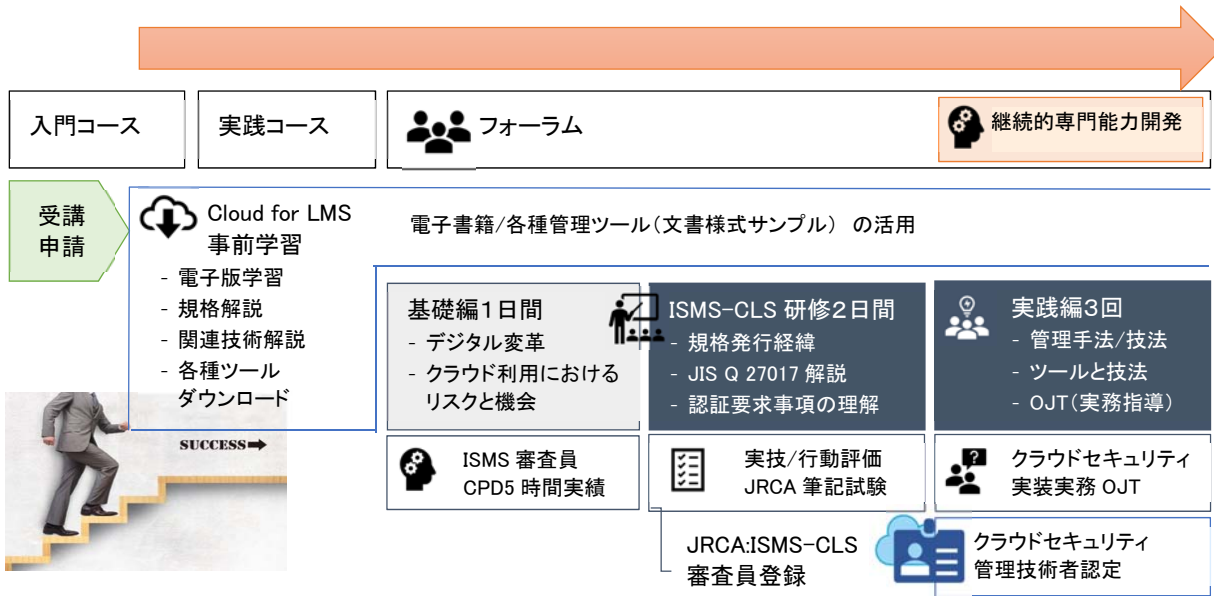 入門コース
実践コース
フォーラム
継続的専門能力開発
受講
申請
Cloud for LMS
事前学習
- 電子版学習
- 規格解説
- 関連技術解説
- 各種ツール
ダウンロード
電子書籍/各種管理ツール(文書様式サンプル) の活用
基礎編1日間
- デジタル変革
- クラウド利用における
リスクと機会
ISMS-CLS 研修2日間
- 規格発行経緯
- JIS Q 27017 解説
- 認証要求事項の理解
実践編3回
- 管理手法/技法
- ツールと技法
- OJT(実務指導)
SUCCESS
ISMS 審査員
CPD5 時間実績
実技/行動評価
JRCA 筆記試験
クラウドセキュリティ
実装実務 OJT
JRCA:ISMS-CLS
審査員登録
クラウドセキュリティ
管理技術者認定